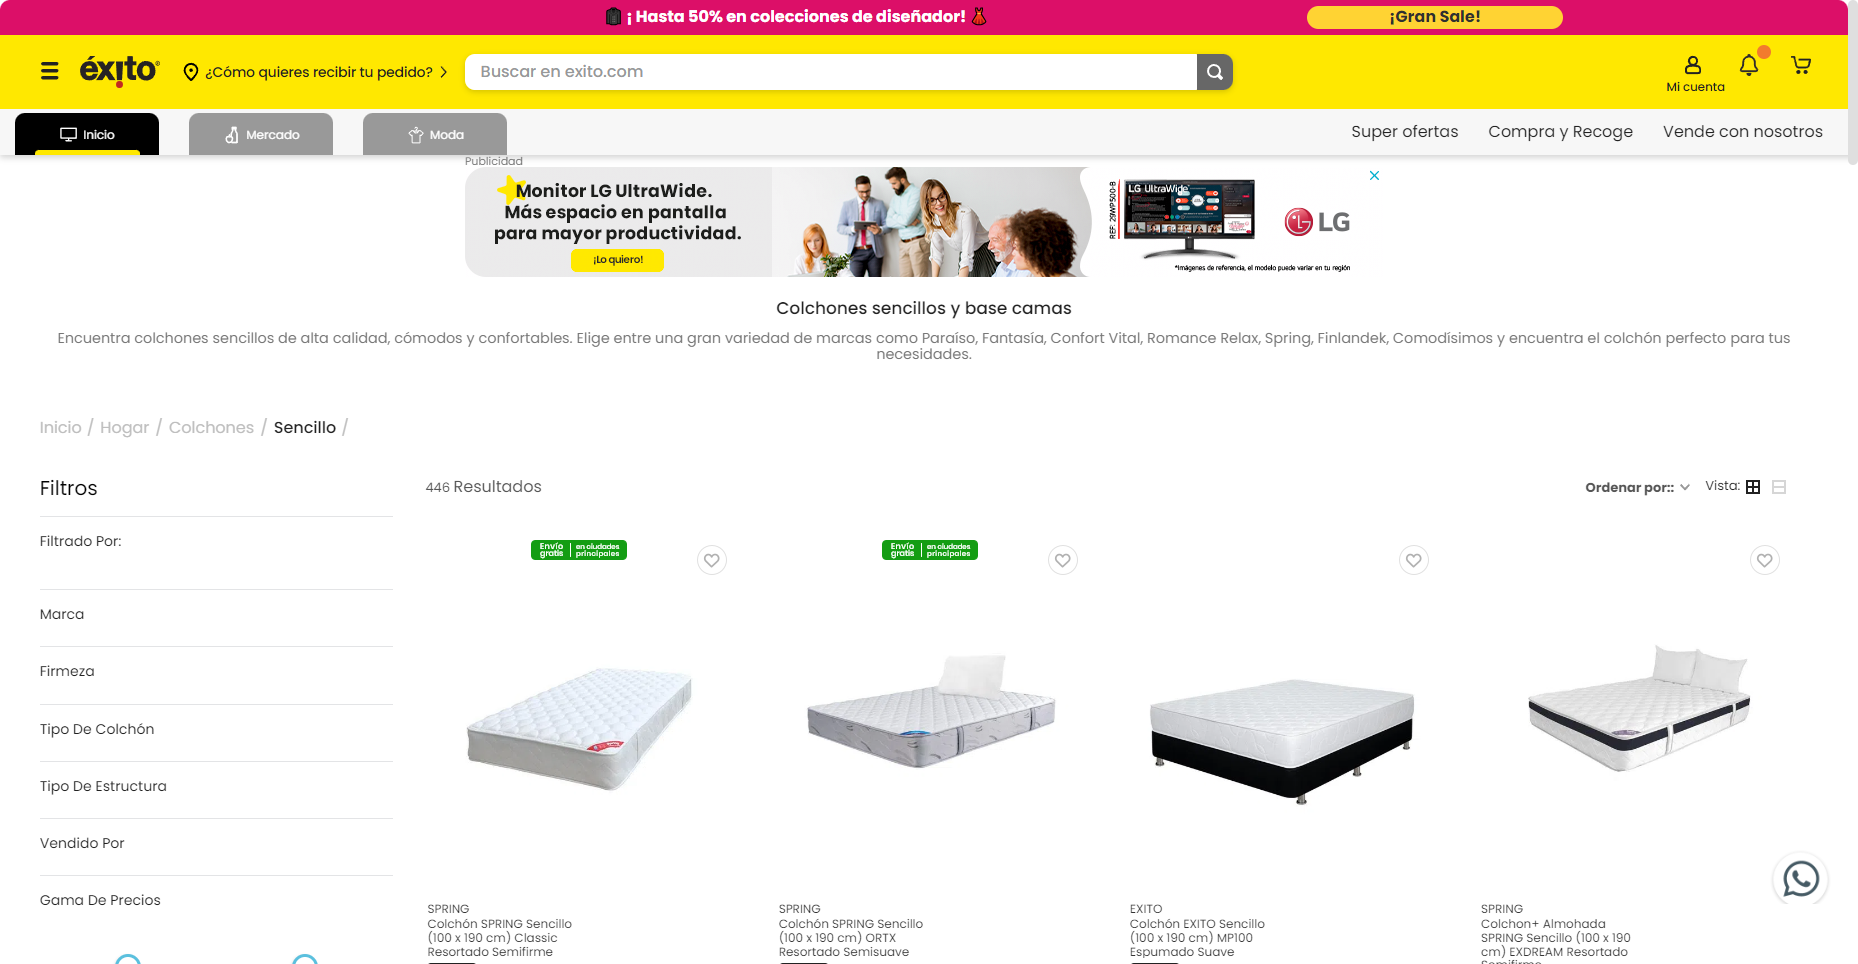 ¡ Hasta 50% en colecciones de diseñador!
¡Gran Sale!
éxito
¿Cómo quieres recibir tu pedido?
Buscar en exito.com
Mi cuenta
Inicio
Mercado
Moda
Super ofertas
Compra y Recoge
Vende con nosotros
Publicidad
Monitor LG UltraWide.
Más espacio en pantalla
para mayor productividad.
¡Lo quiero!
REF: 29WP500-B
LG UltraWide
LG
*Imágenes de referencia, el modelo puede variar en tu región
Colchones sencillos y base camas
Encuentra colchones sencillos de alta calidad, cómodos y confortables. Elige entre una gran variedad de marcas como Paraíso, Fantasía, Confort Vital, Romance Relax, Spring, Finlandek, Comodísimos y encuentra el colchón perfecto para tus
necesidades.
Inicio / Hogar / Colchones / Sencillo /
Filtros
Filtrado Por:
Marca
Firmeza
Tipo De Colchón
Tipo De Estructura
Vendido Por
Gama De Precios
446 Resultados
Ordenar por::
Vista:
Envío gratis | en ciudades principales
Envío gratis | en ciudades principales
SPRING
Colchón SPRING Sencillo
(100 x 190 cm) Classic
Resortado Semifirme
SPRING
Colchón SPRING Sencillo
(100 x 190 cm) ORTX
Resortado Semisuave
EXITO
Colchón EXITO Sencillo
(100 x 190 cm) MP100
Espumado Suave
SPRING
Colchon+ Almohada
SPRING Sencillo (100 x 190
cm) EXDREAM Resortado
Semifirme